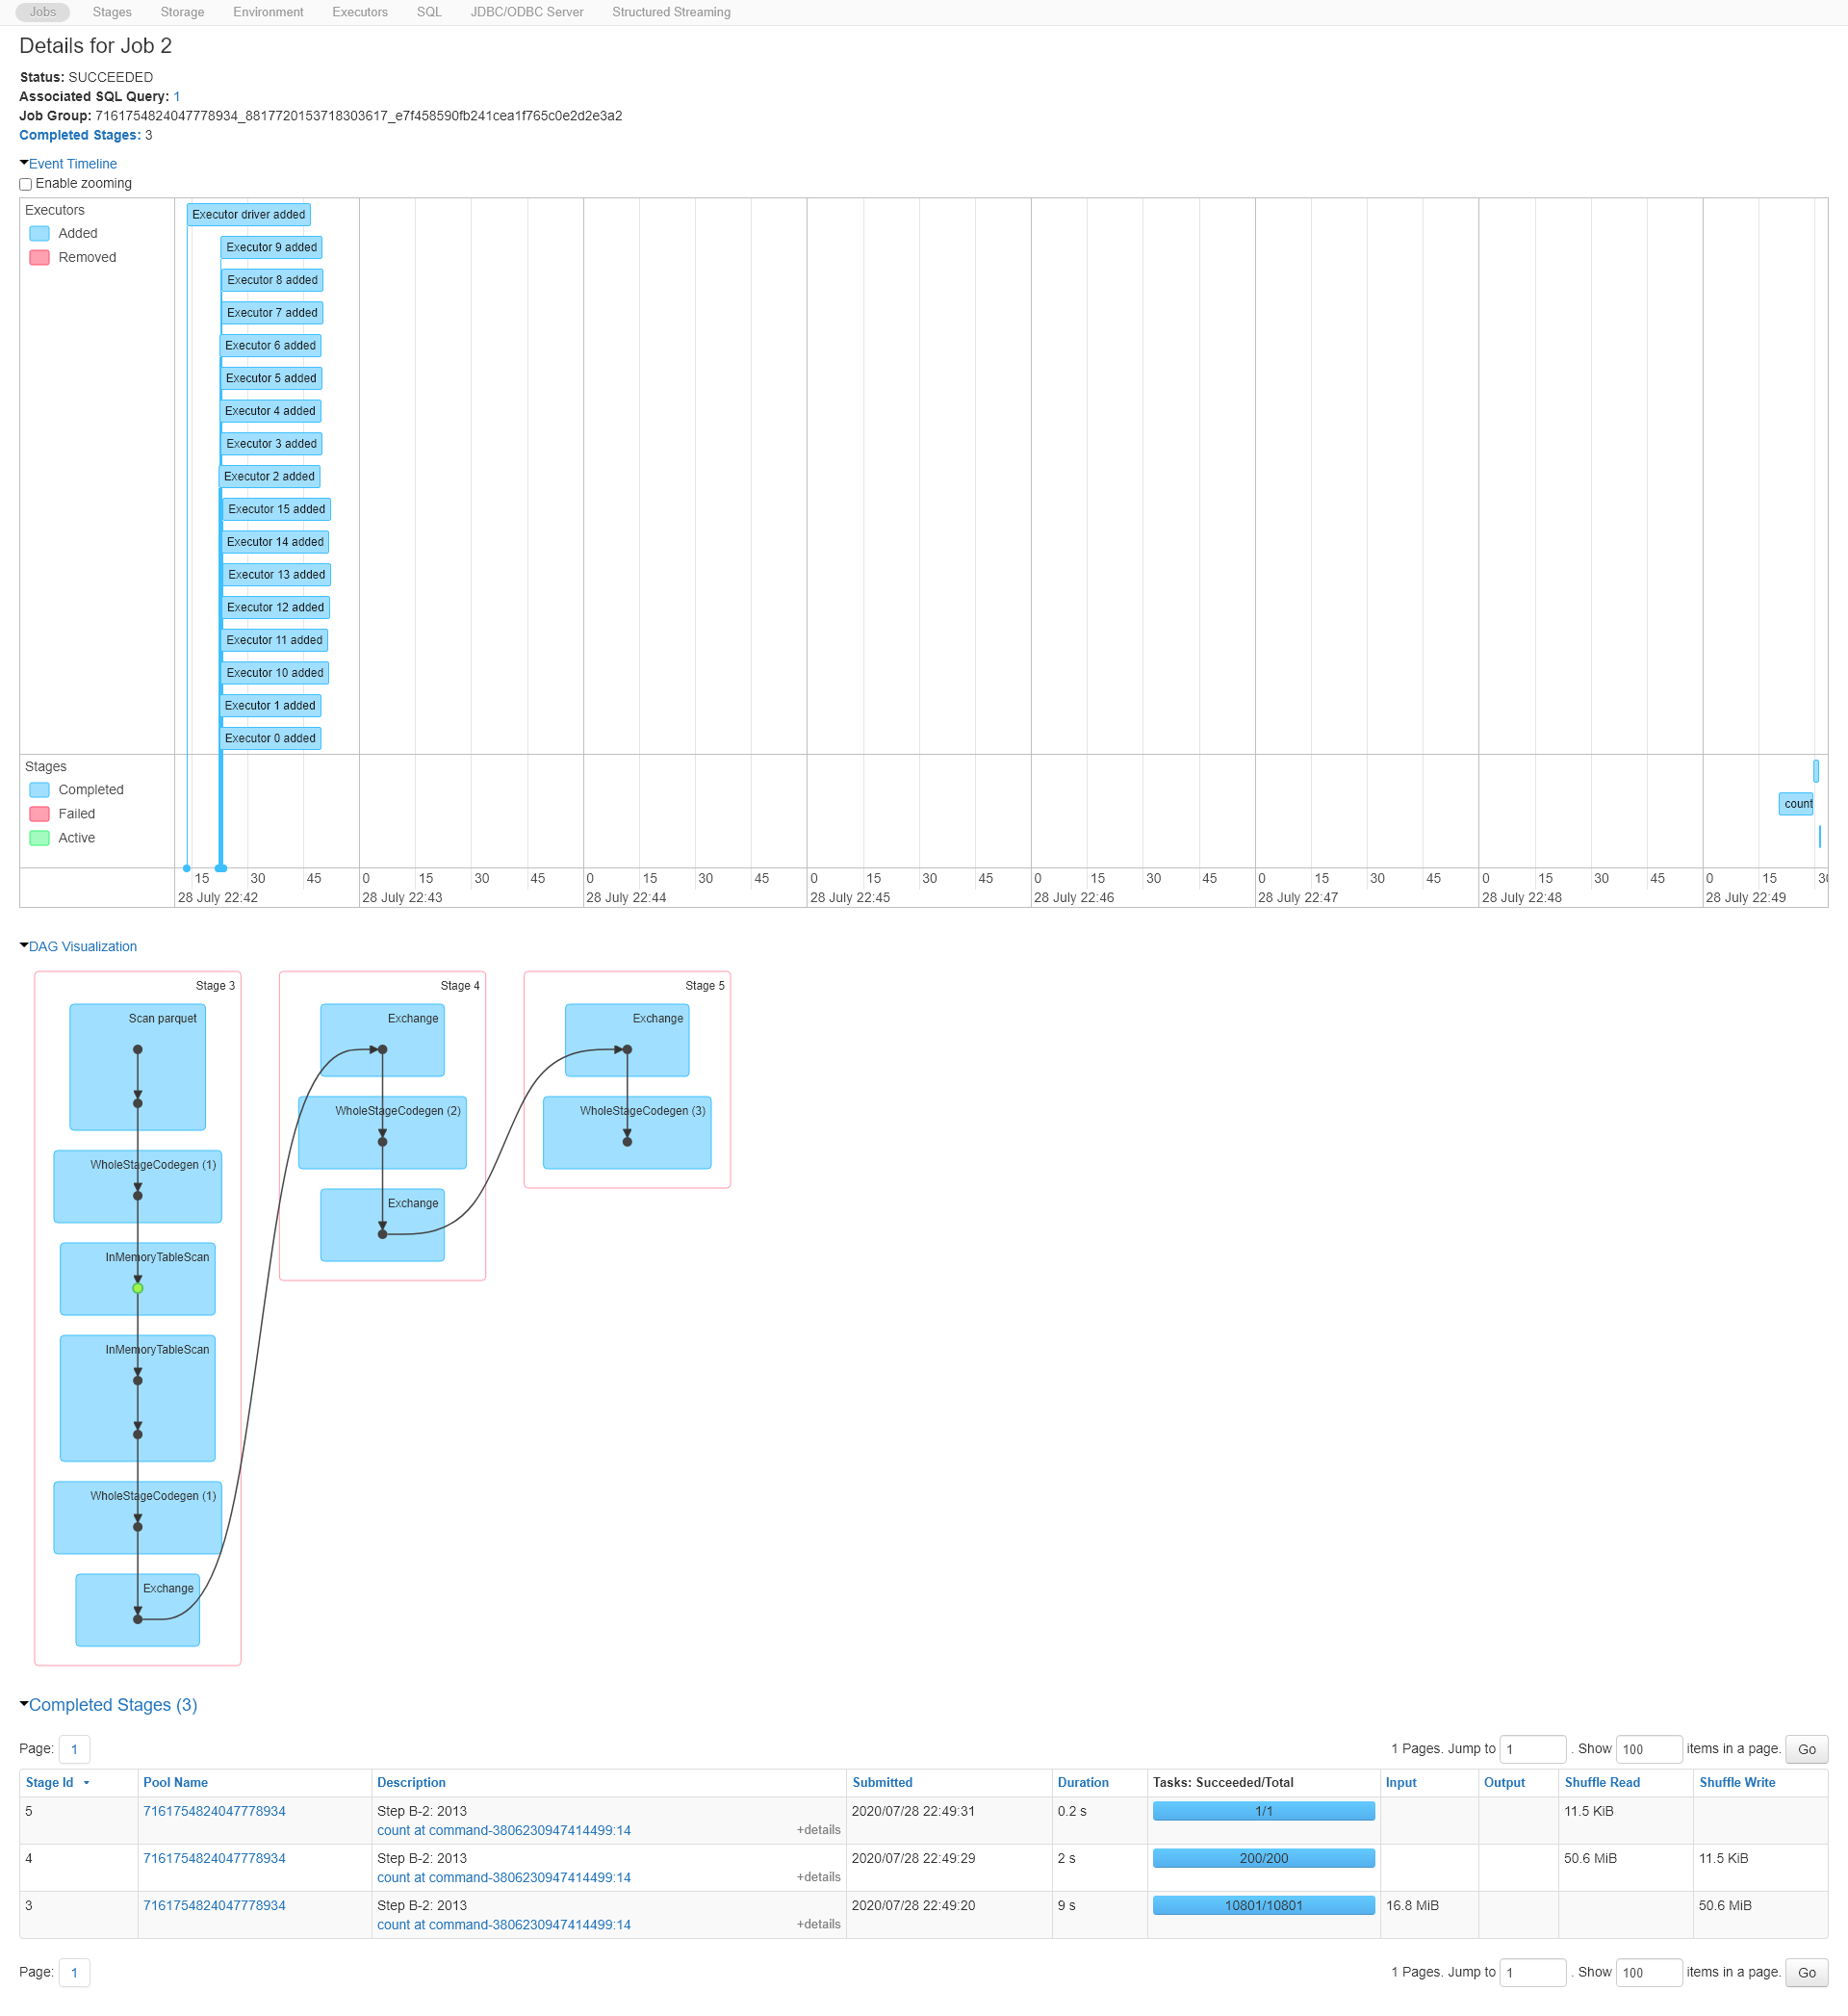 Jobs Stages Storage Environment Executors SQL JDBC/ODBC Server Structured Streaming
Details for Job 2
Status: SUCCEEDED
Associated SQL Query: 1
Job Group: 7161754824047778934_8817720153718303617_e7f458590fb241cea1f765c0e2d2e3a2
Completed Stages: 3
Event Timeline
Enable zooming
Executors
Added
Removed
Executor driver added
Executor 9 added
Executor 8 added
Executor 7 added
Executor 6 added
Executor 5 added
Executor 4 added
Executor 3 added
Executor 2 added
Executor 15 added
Executor 14 added
Executor 13 added
Executor 12 added
Executor 11 added
Executor 10 added
Executor 1 added
Executor 0 added
Stages
Completed
Failed
Active
count
15 30 45 0 15 30 45 0 15 30 45 0 15 30 45 0 15 30 45 0 15 30 45 0 15 30 45 0 15 30
28 July 22:42 28 July 22:43 28 July 22:44 28 July 22:45 28 July 22:46 28 July 22:47 28 July 22:48 28 July 22:49
DAG Visualization
Stage 3
Scan parquet
WholeStageCodegen (1)
InMemoryTableScan
InMemoryTableScan
WholeStageCodegen (1)
Exchange
Stage 4
Exchange
WholeStageCodegen (2)
Exchange
Stage 5
Exchange
WholeStageCodegen (3)
Completed Stages (3)
Page: 1 1 Pages. Jump to 1 . Show 100 items in a page. Go
Stage Id Pool Name Description Submitted Duration Tasks: Succeeded/Total Input Output Shuffle Read Shuffle Write
5 7161754824047778934 Step B-2: 2013 2020/07/28 22:49:31 0.2 s 1/1 11.5 KiB
count at command-3806230947414499:14 +details
4 7161754824047778934 Step B-2: 2013 2020/07/28 22:49:29 2 s 200/200 50.6 MiB 11.5 KiB
count at command-3806230947414499:14 +details
3 7161754824047778934 Step B-2: 2013 2020/07/28 22:49:20 9 s 10801/10801 16.8 MiB 50.6 MiB
count at command-3806230947414499:14 +details
Page: 1 1 Pages. Jump to 1 . Show 100 items in a page. Go